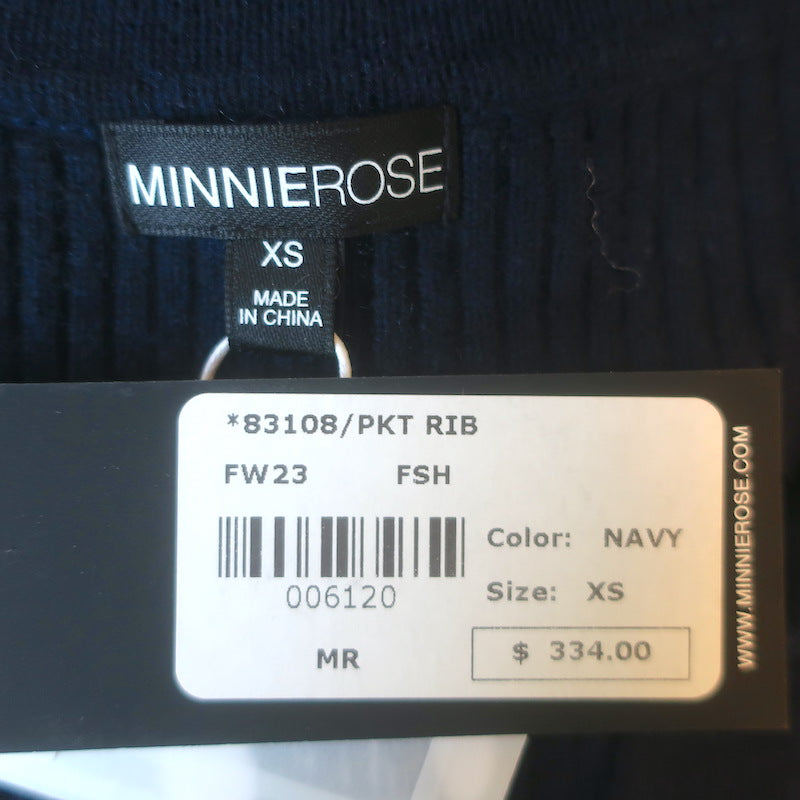 MINNIEROSE
XS
MADE
IN CHINA
*83108/PKT RIB
FW23 FSH
006120
Color: NAVY
Size: XS
MR
$ 334.00
WWW.MINNIEROSE.COM